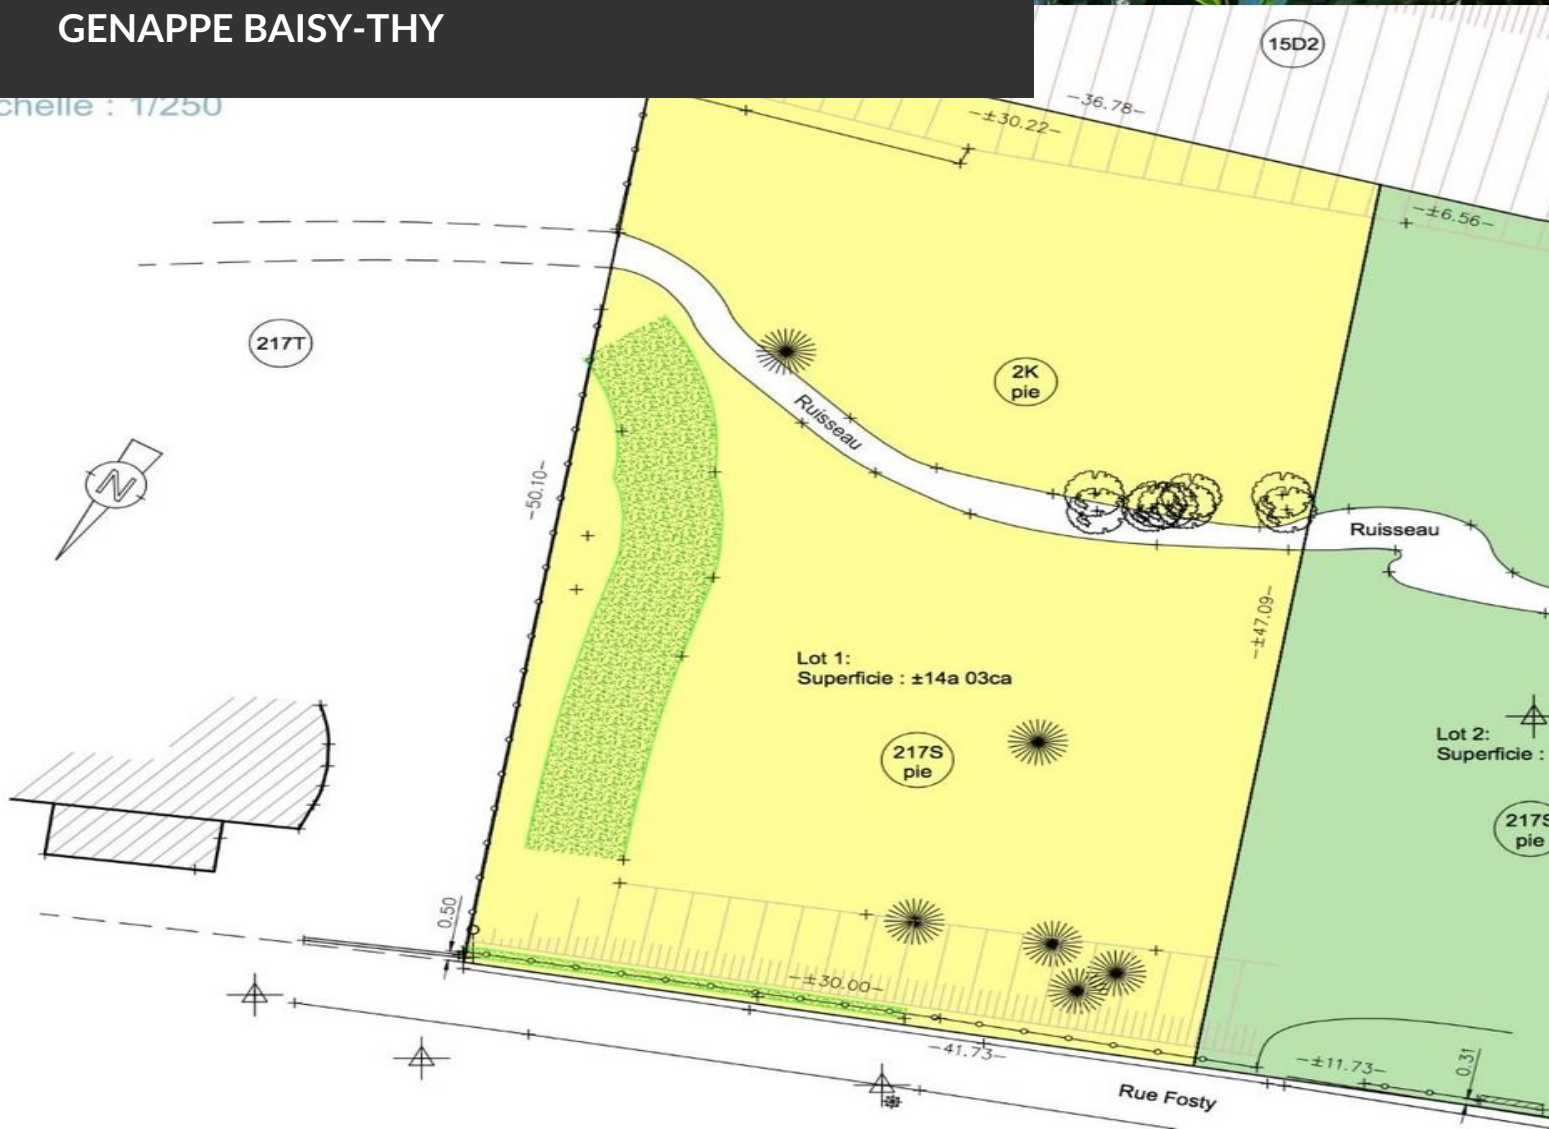 GENAPPE BAISY-THY
chelle : 1/250
15D2
-36.78-
-±30.22-
-±6.56-
217T
2K
pie
Ruisseau
Ruisseau
N
-50.10-
-±47.09-
Lot 1:
Superficie : ±14a 03ca
217S
pie
Lot 2:
Superficie :
217S
pie
0.50
-±30.00-
-41.73-
-±11.73-
0.31
Rue Fosty